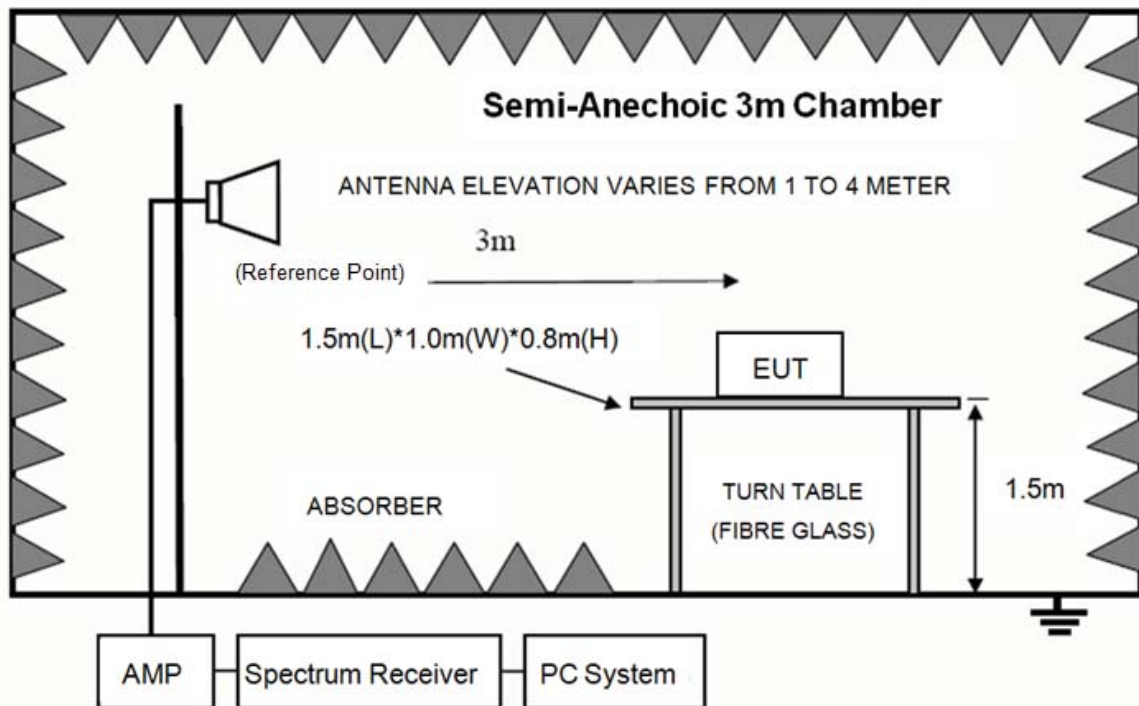 Semi-Anechoic 3m Chamber
ANTENNA ELEVATION VARIES FROM 1 TO 4 METER
3m
(Reference Point)
1.5m(L)*1.0m(W)*0.8m(H)
EUT
ABSORBER
TURN TABLE
(FIBRE GLASS)
1.5m
AMP
Spectrum Receiver
PC System